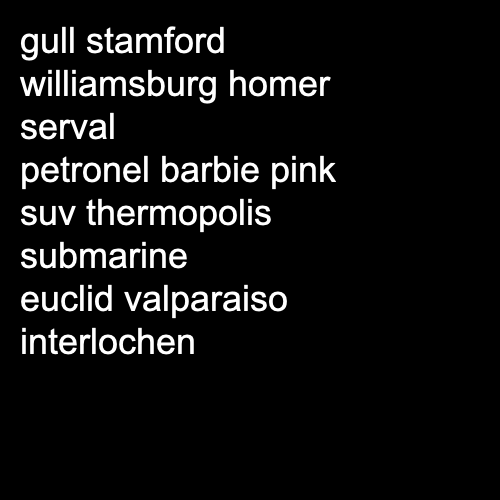 gull stamford
williamsburg homer
serval
petronel barbie pink
suv thermopolis
submarine
euclid valparaiso
interlochen